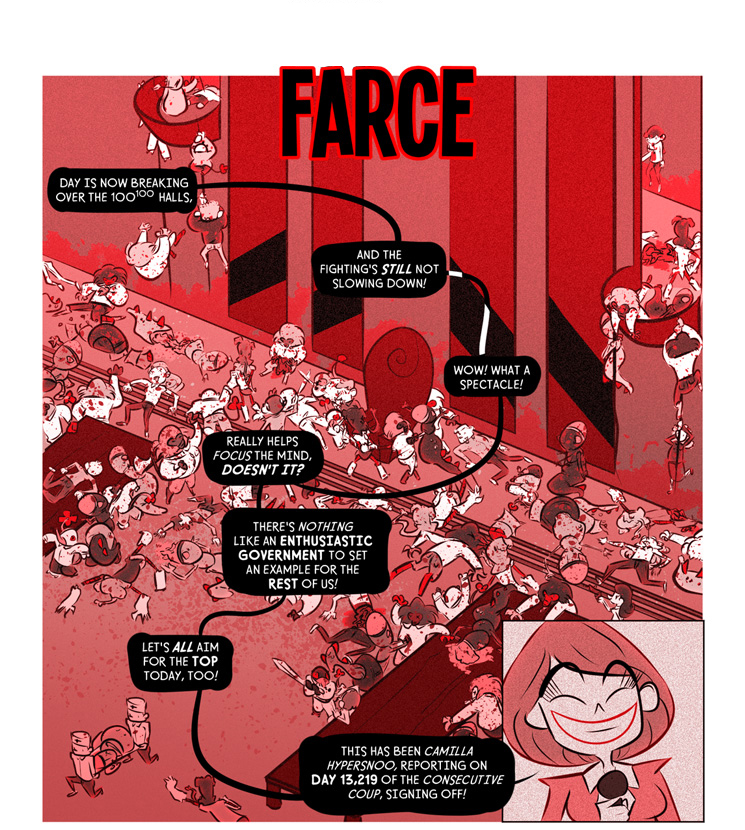 FARCE
DAY IS NOW BREAKING
OVER THE 100¹⁰⁰ HALLS,
AND THE
FIGHTING'S STILL NOT
SLOWING DOWN!
WOW! WHAT A
SPECTACLE!
REALLY HELPS
FOCUS THE MIND,
DOESN'T IT?
THERE'S NOTHING
LIKE AN ENTHUSIASTIC
GOVERNMENT TO SET
AN EXAMPLE FOR THE
REST OF US!
LET'S ALL AIM
FOR THE TOP
TODAY, TOO!
THIS HAS BEEN CAMILLA
HYPERSNOO, REPORTING ON
DAY 13,219 OF THE CONSECUTIVE
COUP, SIGNING OFF!